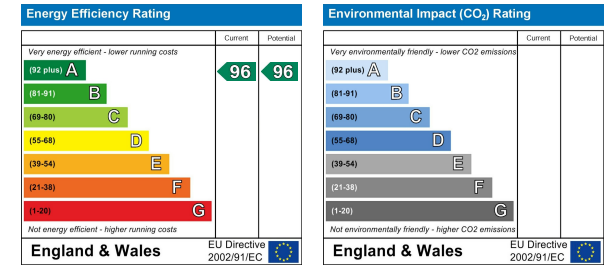 Energy Efficiency Rating
Current Potential
Very energy efficient - lower running costs
(92 plus) A 96 96
(81-91) B
(69-80) C
(55-68) D
(39-54) E
(21-38) F
(1-20) G
Not energy efficient - higher running costs
England & Wales
EU Directive
2002/91/EC
Environmental Impact (CO₂) Rating
Current Potential
Very environmentally friendly - lower CO2 emissions
(92 plus) A
(81-91) B
(69-80) C
(55-68) D
(39-54) E
(21-38) F
(1-20) G
Not environmentally friendly - higher CO2 emissions
England & Wales
EU Directive
2002/91/EC